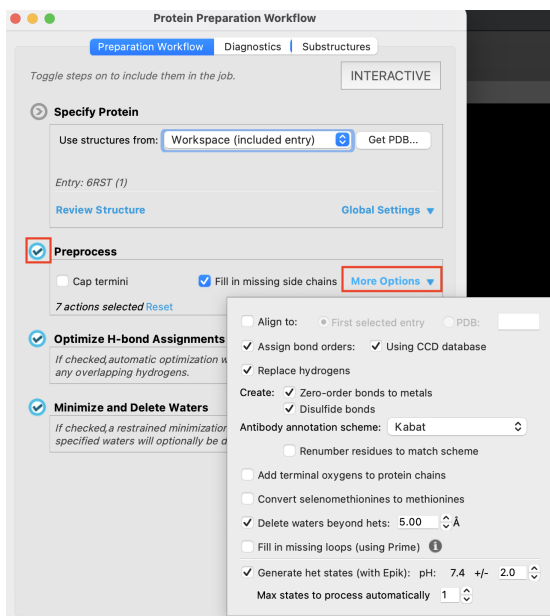 Protein Preparation Workflow
Preparation Workflow Diagnostics Substructures
Toggle steps on to include them in the job. INTERACTIVE
Specify Protein
Use structures from: Workspace (included entry) Get PDB...
Entry: 6RST (1)
Review Structure Global Settings
Preprocess
Cap termini Fill in missing side chains More Options
7 actions selected Reset
Align to: First selected entry PDB:
Optimize H-bond Assignments
Assign bond orders: Using CCD database
If checked,automatic optimization w
any overlapping hydrogens.
Replace hydrogens
Create: Zero-order bonds to metals
Disulfide bonds
Minimize and Delete Waters
If checked,a restrained minimization
specified waters will optionally be d
Antibody annotation scheme: Kabat
Renumber residues to match scheme
Add terminal oxygens to protein chains
Convert selenomethionines to methionines
Delete waters beyond hets: 5.00 Å
Fill in missing loops (using Prime) i
Generate het states (with Epik): pH: 7.4 +/- 2.0
Max states to process automatically 1